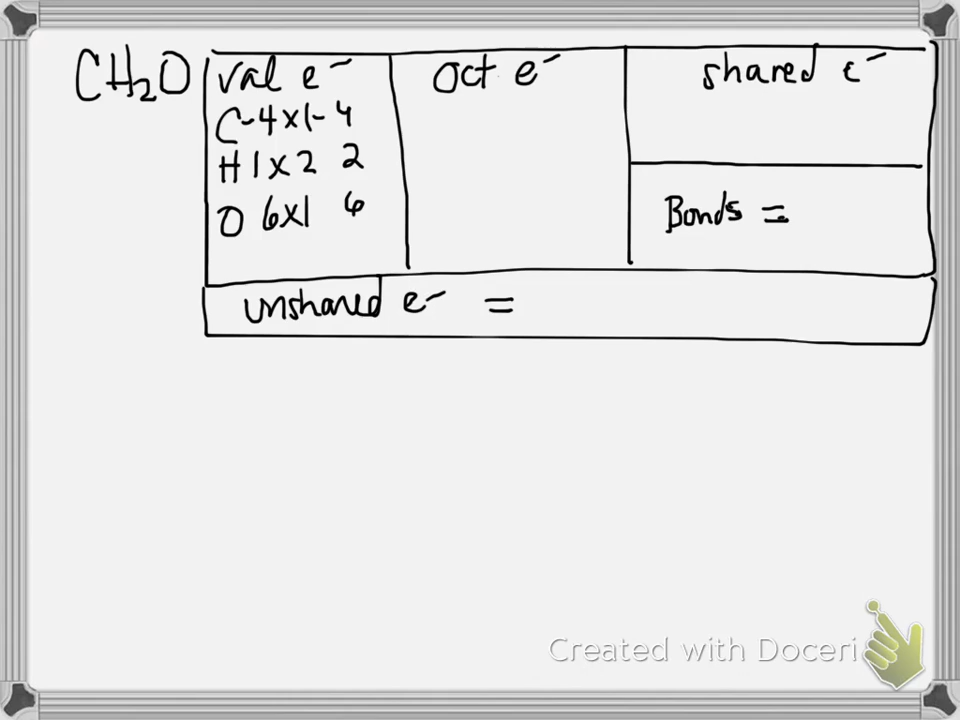 CH₂O
val e⁻
C-4x1- 4
H 1x2 2
O 6x1 6
Oct e⁻
shared e⁻
Bonds =
unshared e⁻ =
Created with Doceri